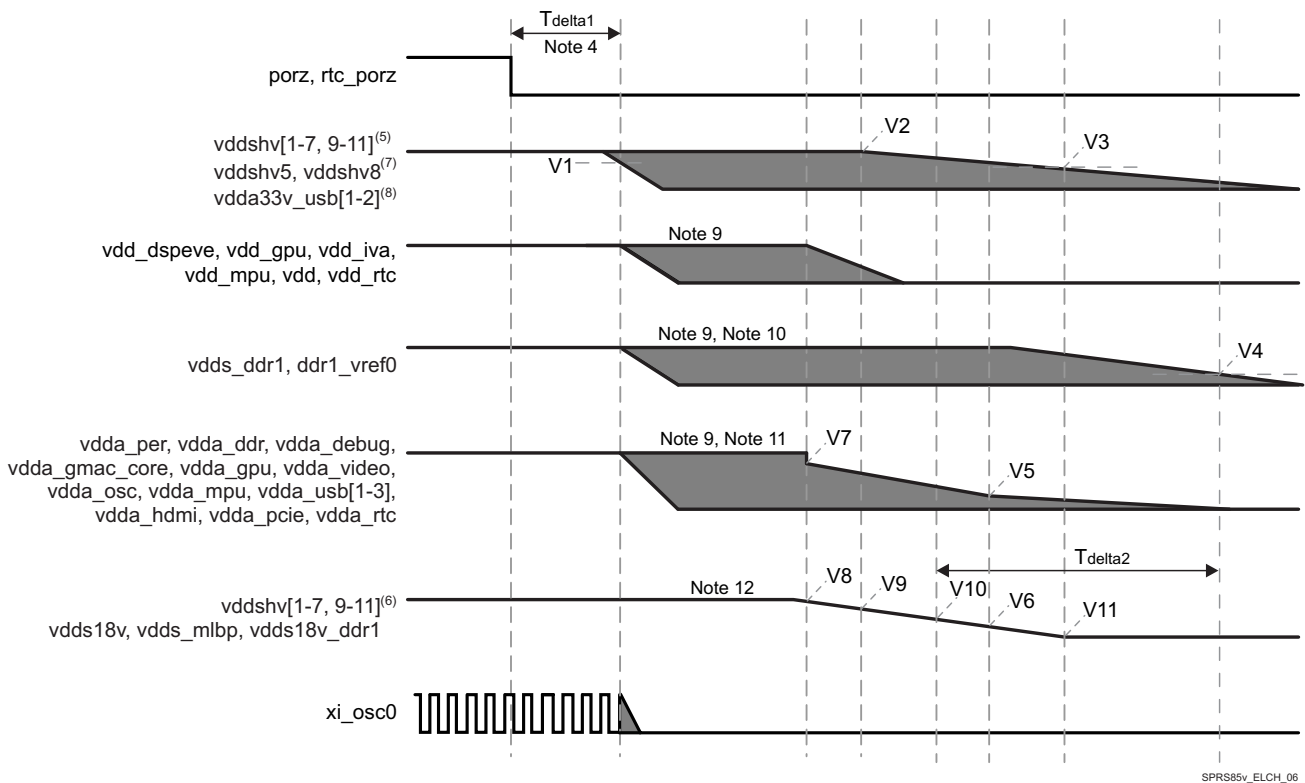 Tdelta1
Note 4
porz, rtc_porz
vddshv[1-7, 9-11](5)
vddshv5, vddshv8(7)
vdda33v_usb[1-2](8)
V1
V2
V3
Note 9
vdd_dspeve, vdd_gpu, vdd_iva,
vdd_mpu, vdd, vdd_rtc
Note 9, Note 10
vdds_ddr1, ddr1_vref0
V4
vdda_per, vdda_ddr, vdda_debug,
vdda_gmac_core, vdda_gpu, vdda_video,
vdda_osc, vdda_mpu, vdda_usb[1-3],
vdda_hdmi, vdda_pcie, vdda_rtc
Note 9, Note 11
V7
V5
Tdelta2
Note 12
V8
V9
V10
V6
V11
vddshv[1-7, 9-11](6)
vdds18v, vdds_mlbp, vdds18v_ddr1
xi_osc0
SPRS85v_ELCH_06